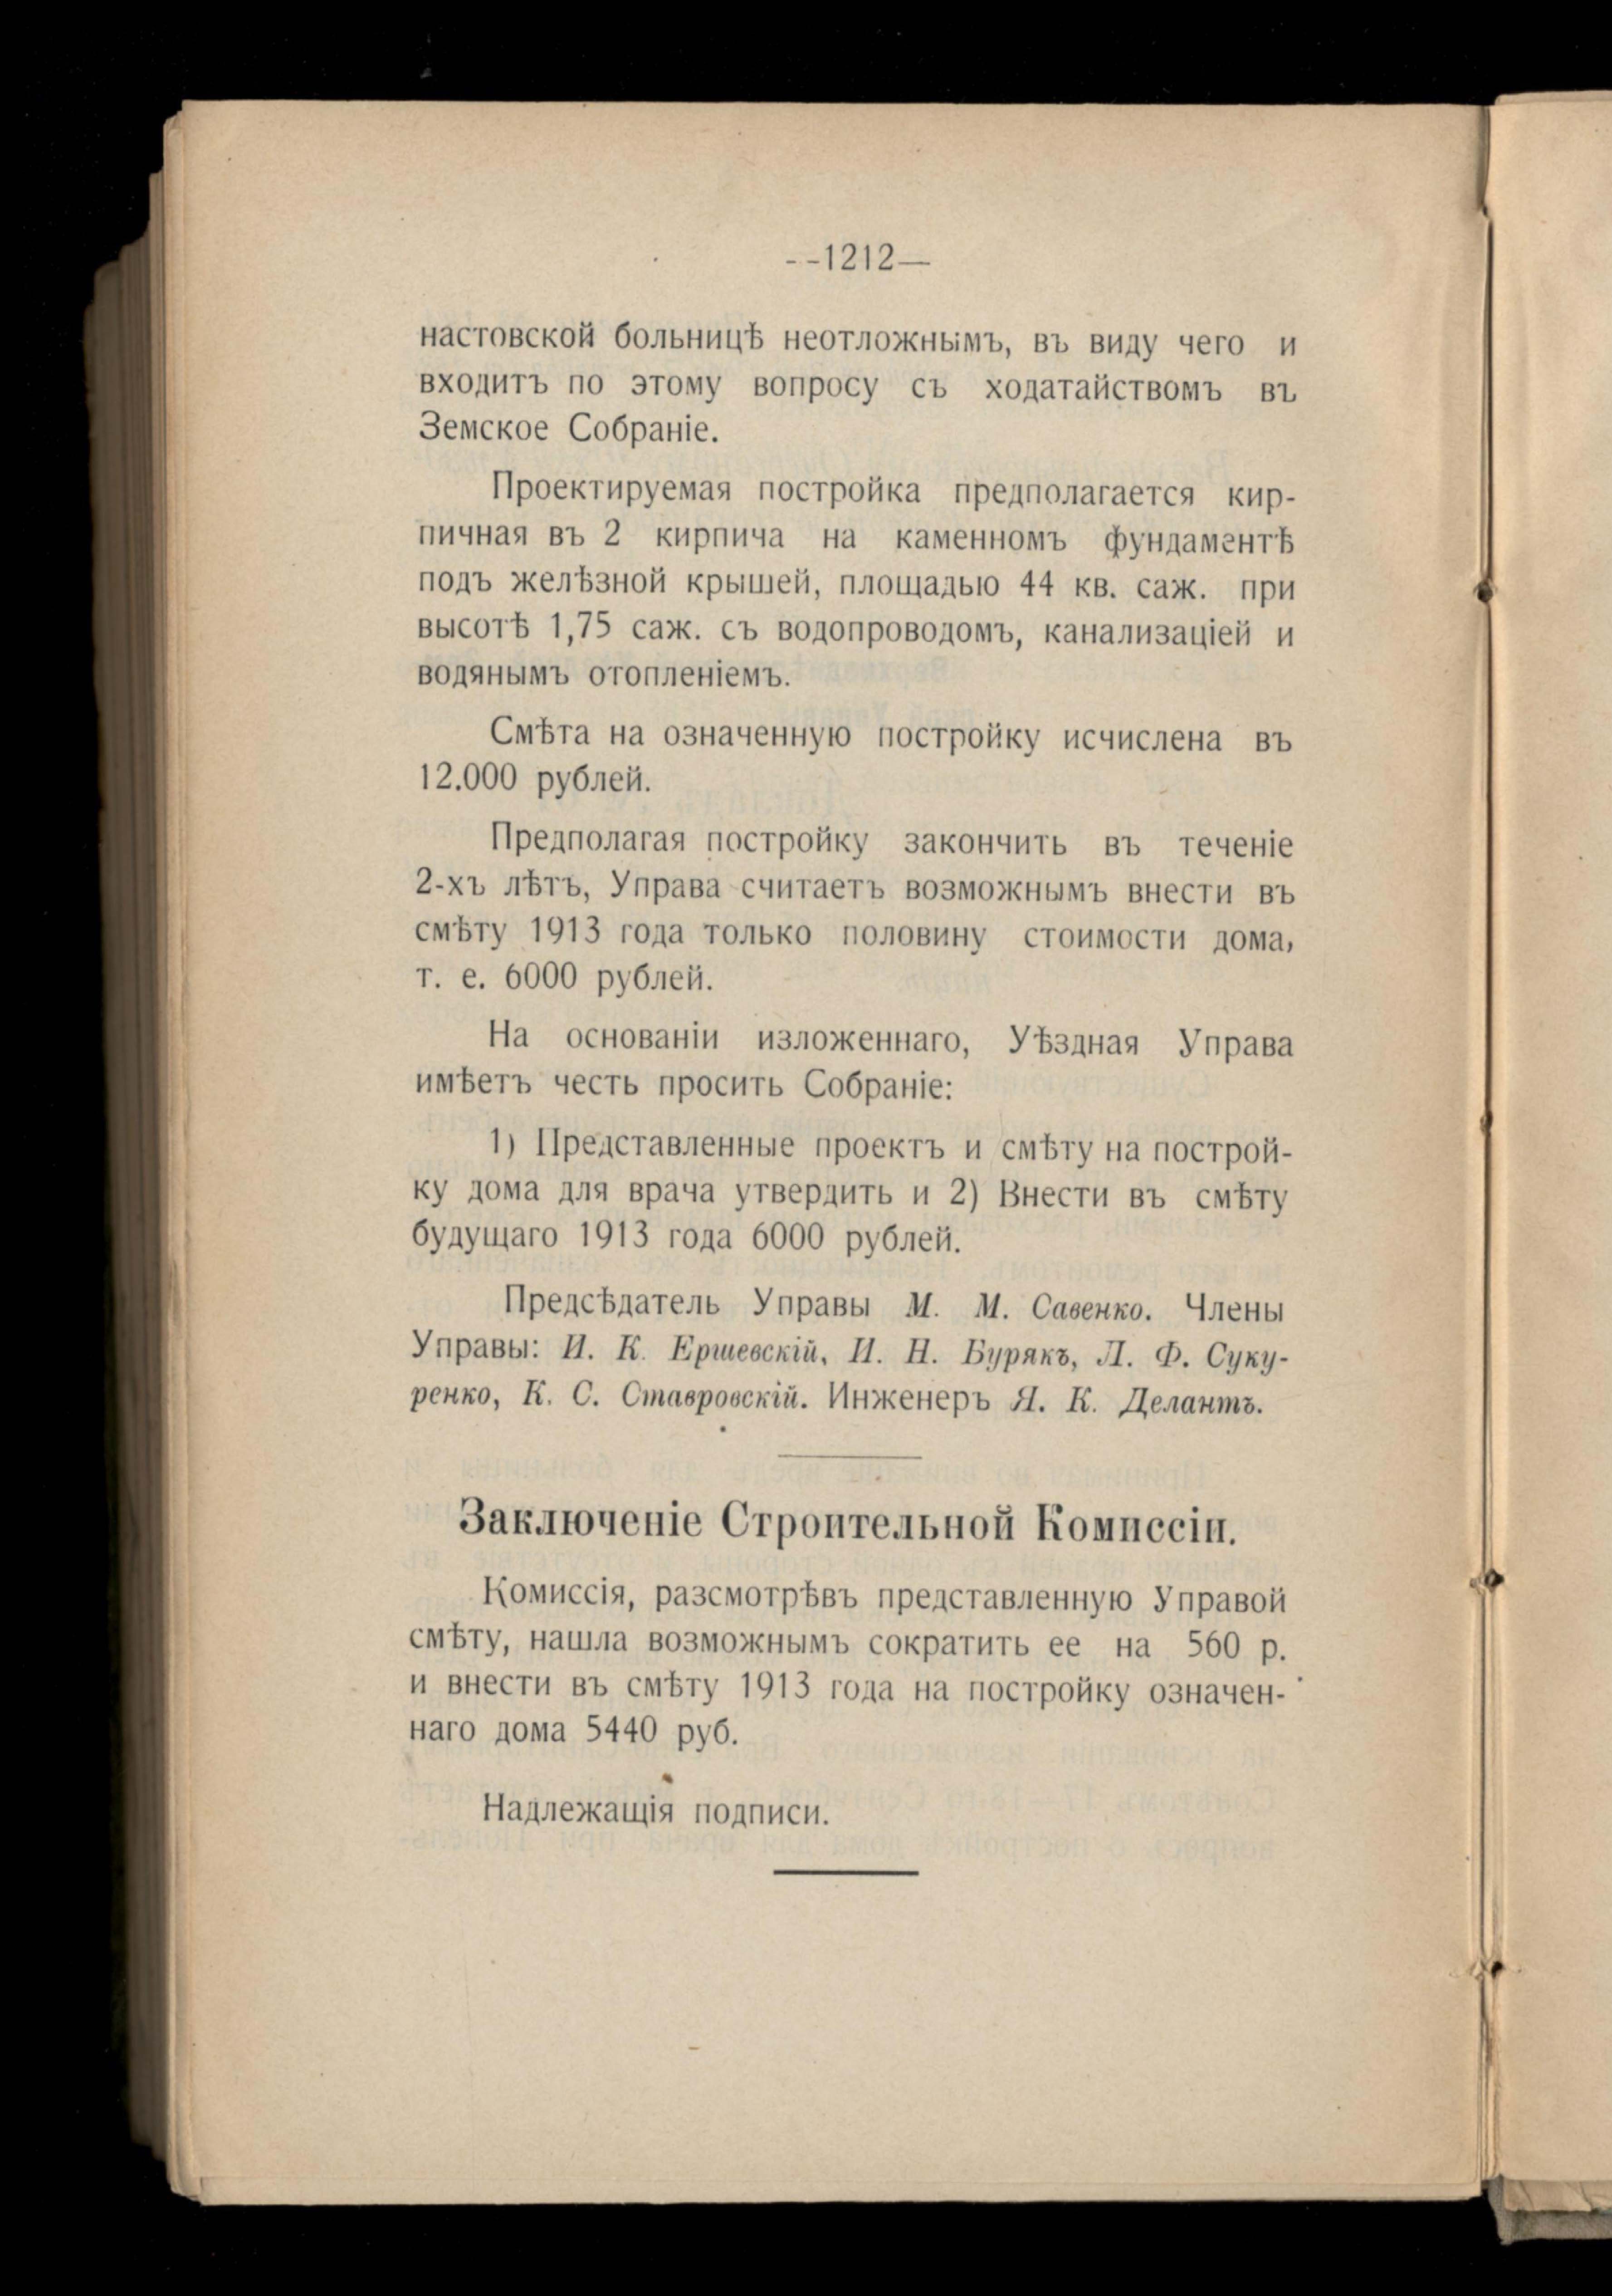 --1212—
настовской больницѣ неотложнымъ, въ виду чего и
входитъ по этому вопросу съ ходатайствомъ въ
Земское Собраніе.
Проектируемая постройка предполагается кир-
пичная въ 2 кирпича на каменномъ фундаментѣ
подъ желѣзной крышей, площадью 44 кв. саж. при
высотѣ 1,75 саж. съ водопроводомъ, канализаціей и
водянымъ отопленіемъ.
Смѣта на означенную постройку исчислена въ
12.000 рублей.
Предполагая постройку закончить въ теченіе
2-хъ лѣтъ, Управа считаетъ возможнымъ внести въ
смѣту 1913 года только половину стоимости дома,
т. е. 6000 рублей.
На основаніи изложеннаго, Уѣздная Управа
имѣетъ честь просить Собраніе:
1) Представленные проектъ и смѣту на построй-
ку дома для врача утвердить и 2) Внести въ смѣту
будущаго 1913 года 6000 рублей.
Предсѣдатель Управы М. М. Савенко. Члены
Управы: И. К. Ершевскій, И. Н. Бурякъ, Л. Ф. Суку-
ренко, К. С. Ставровскій. Инженеръ Я. К. Делантъ.
Заключеніе Строительной Комиссіи.
Комиссія, разсмотрѣвъ представленную Управой
смѣту, нашла возможнымъ сократить ее на 560 р.
и внести въ смѣту 1913 года на постройку означен-
наго дома 5440 руб.
Надлежащія подписи.